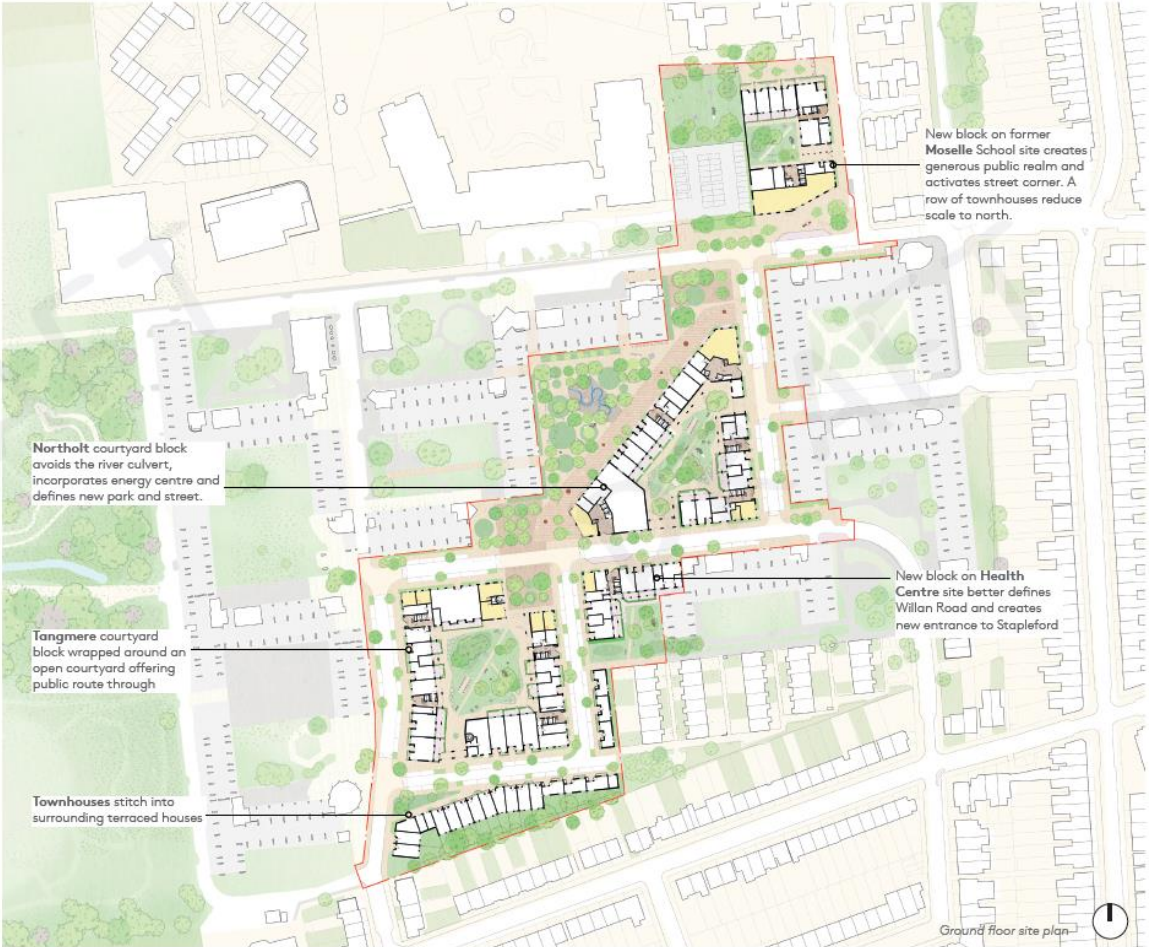 New block on former
Moselle School site creates
generous public realm and
activates street corner. A
row of townhouses reduce
scale to north.
Northolt courtyard block
avoids the river culvert,
incorporates energy centre and
defines new park and street.
New block on Health
Centre site better defines
Willan Road and creates
new entrance to Stapleford
Tangmere courtyard
block wrapped around an
open courtyard offering
public route through
Townhouses stitch into
surrounding terraced houses
Ground floor site plan